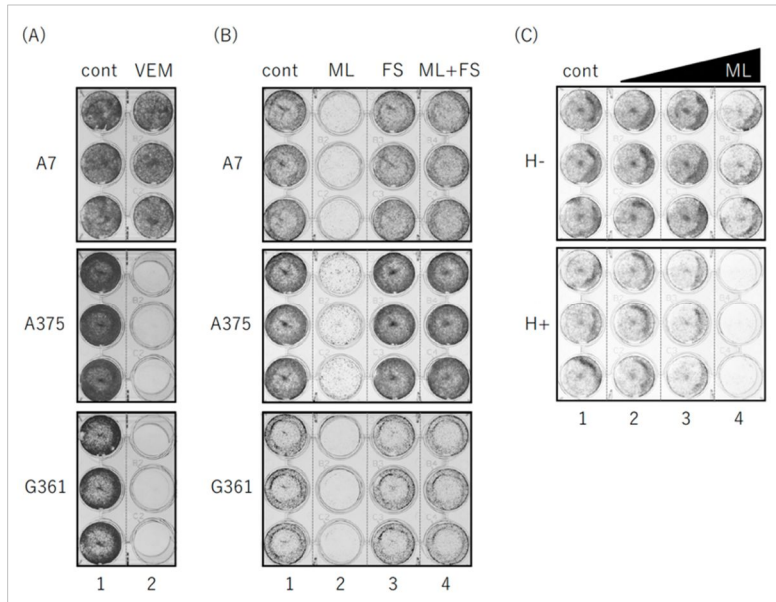 (A) (B) (C)
cont VEM cont ML FS ML+FS cont ML
A7 A7 H-
A375 A375 H+
G361 G361
1 2 1 2 3 4 1 2 3 4